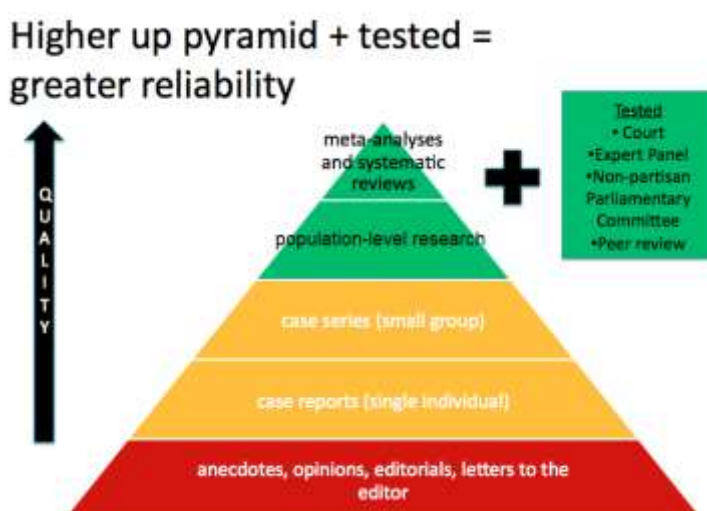 Higher up pyramid + tested =
greater reliability
QUALITY
meta-analyses
and systematic
reviews
population-level research
case series (small group)
case reports (single individual)
anecdotes, opinions, editorials, letters to the
editor
Tested
• Court
•Expert Panel
•Non-partisan
Parliamentary
Committee
•Peer review